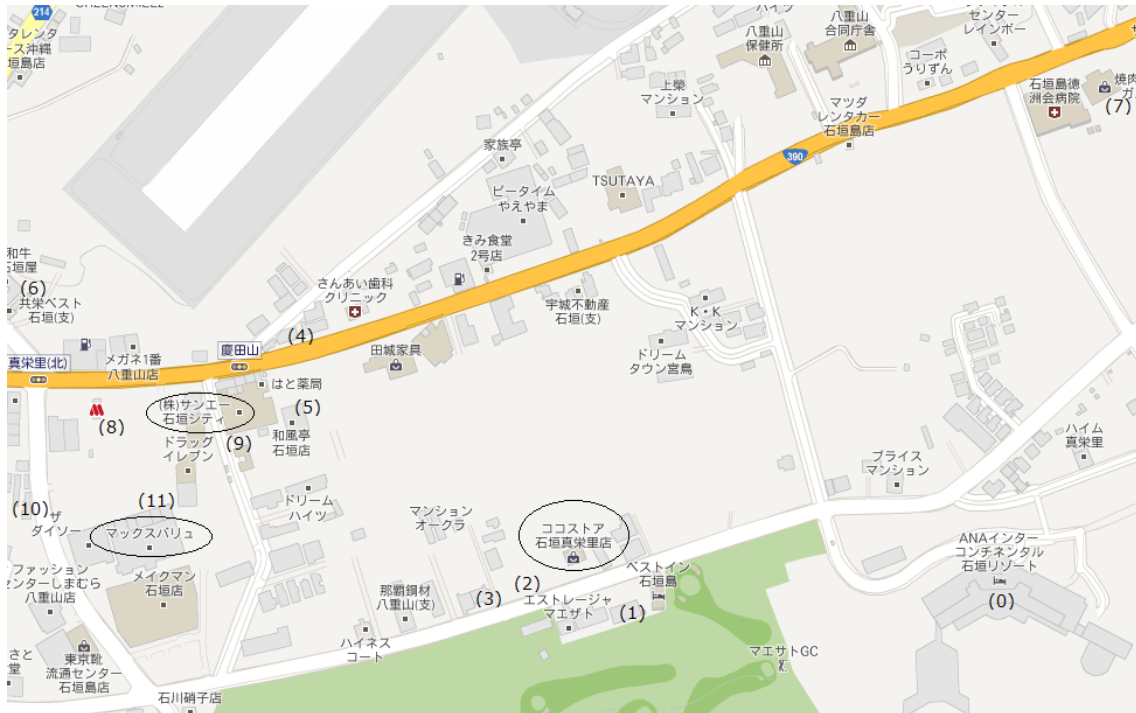 214
GREENSMILE2
タレンタ
ース沖縄
垣島店
八重山
保健所
八重山
合同庁舎
センター
レインボー
コーポ
うりずん
上榮
マンション
マツダ
レンタカー
石垣島店
石垣島徳
洲会病院
焼肉
(7)
390
家族亭
TSUTAYA
ピータイム
やえやま
きみ食堂
2号店
和牛
石垣屋
(6)
共栄ベスト
石垣(支)
さんあい歯科
クリニック
宇城不動産
石垣(支)
K・K
マンション
(4)
慶田山
真栄里(北)
メガネ1番
八重山店
田城家具
ドリーム
タウン宮鳥
はと薬局
(株)サンエー
石垣シティ
(5)
(8)
(9)
和風亭
石垣店
ドラッグ
イレブン
ハイム
真栄里
プライス
マンション
(10)
(11)
ザ
ダイソー
マックスバリュ
ドリーム
ハイツ
マンション
オークラ
ココストア
石垣真栄里店
ANAインター
コンチネンタル
石垣リゾート
(0)
ファッション
センターしまむら
八重山店
メイクマン
石垣店
那覇鋼材
八重山(支)
(3)
(2)
ベストイン
石垣島
エストレージャ
マエザト
(1)
ハイネス
コート
マエサトGC
さと
堂
東京靴
流通センター
石垣島店
石川硝子店